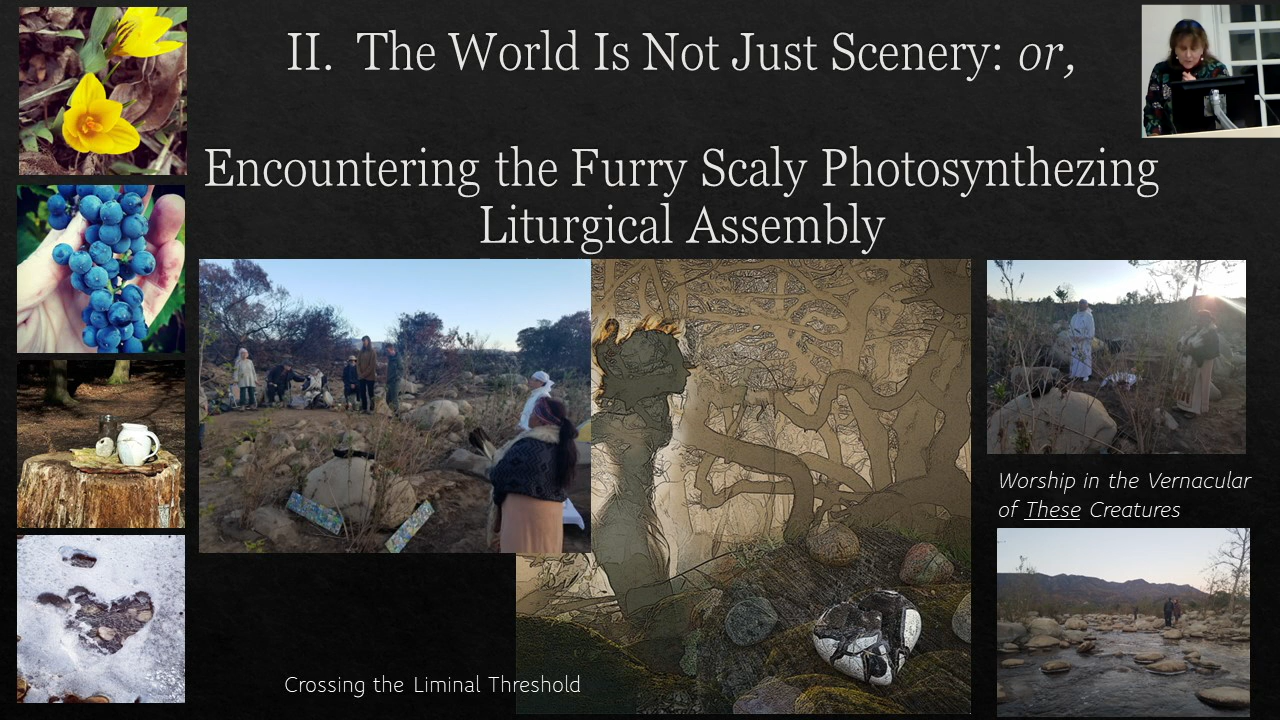 II. The World Is Not Just Scenery: or,
Encountering the Furry Scaly Photosynthezing
Liturgical Assembly
Worship in the Vernacular
of These Creatures
Crossing the Liminal Threshold